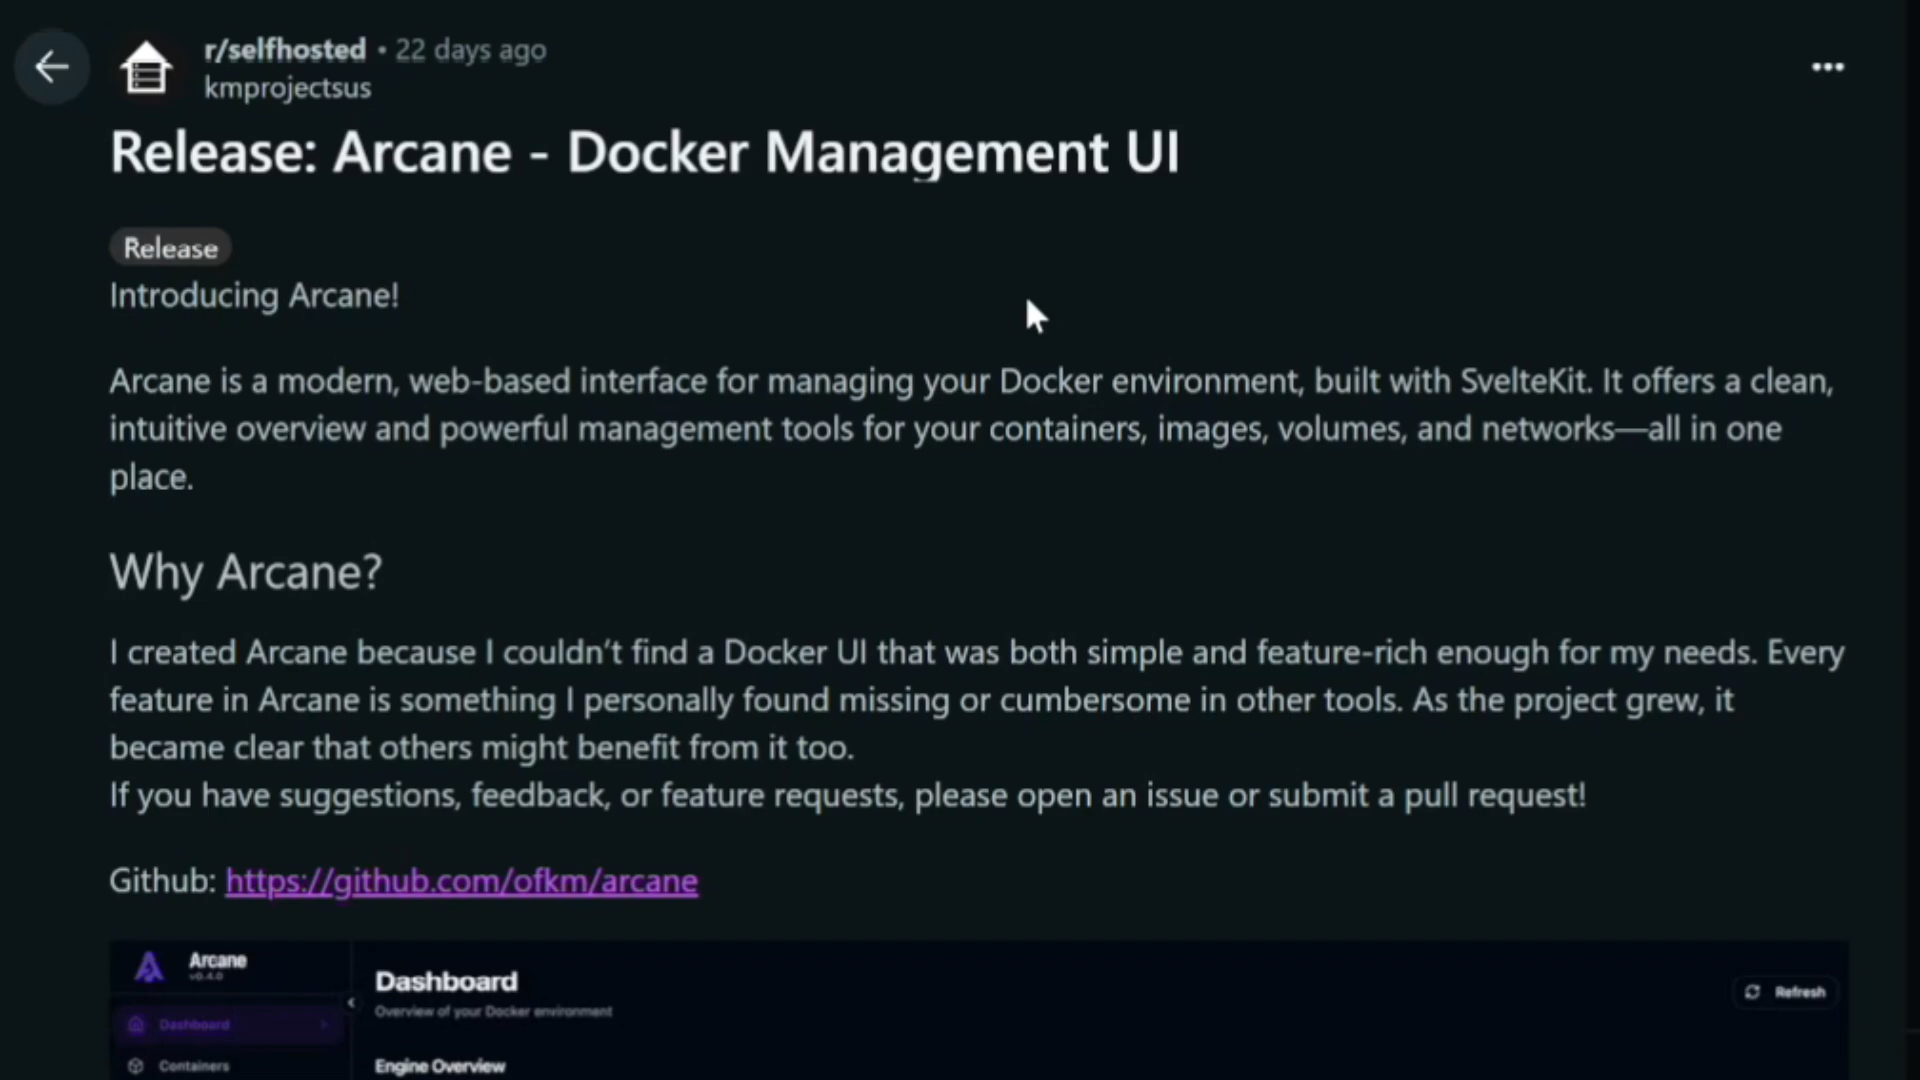 r/selfhosted • 22 days ago
kmprojectsus
Release: Arcane - Docker Management UI
Release
Introducing Arcane!
Arcane is a modern, web-based interface for managing your Docker environment, built with SvelteKit. It offers a clean,
intuitive overview and powerful management tools for your containers, images, volumes, and networks—all in one
place.
Why Arcane?
I created Arcane because I couldn’t find a Docker UI that was both simple and feature-rich enough for my needs. Every
feature in Arcane is something I personally found missing or cumbersome in other tools. As the project grew, it
became clear that others might benefit from it too.
If you have suggestions, feedback, or feature requests, please open an issue or submit a pull request!
Github: https://github.com/ofkm/arcane
Arcane
v0.4.0
Dashboard
Overview of your Docker environment
Refresh
Dashboard
Containers
Engine Overview